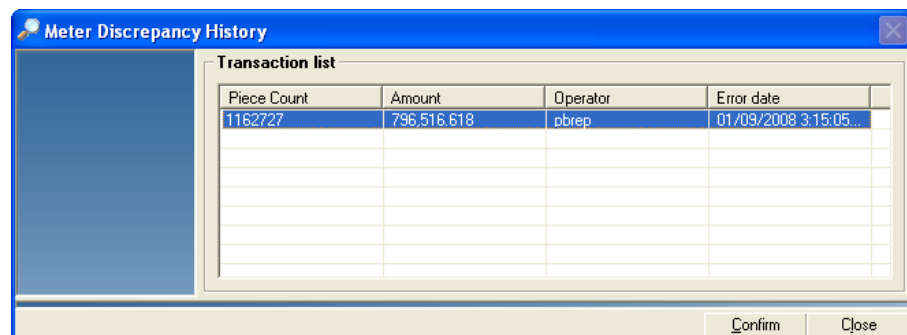 Meter Discrepancy History
Transaction list
Piece Count Amount Operator Error date
1162727 796,516.618 pbrep 01/09/2008 3:15:05...
Confirm Close